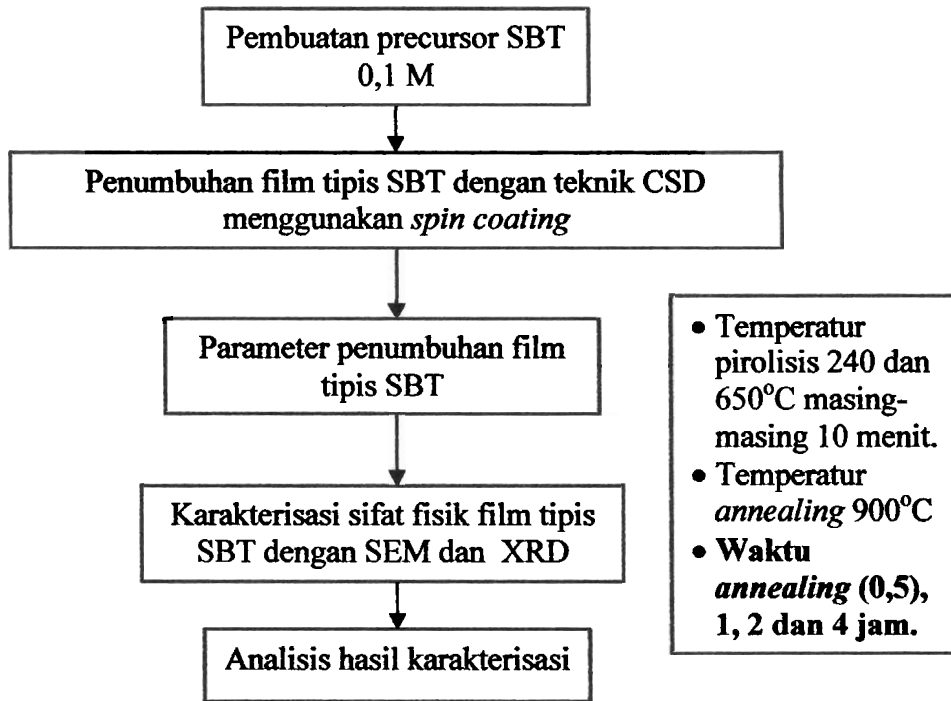 Pembuatan precursor SBT
0,1 M
Penumbuhan film tipis SBT dengan teknik CSD
menggunakan spin coating
Parameter penumbuhan film
tipis SBT
Karakterisasi sifat fisik film tipis
SBT dengan SEM dan XRD
Analisis hasil karakterisasi
• Temperatur
pirolisis 240 dan
650°C masing-
masing 10 menit.
• Temperatur
annealing 900°C
• Waktu
annealing (0,5),
1, 2 dan 4 jam.